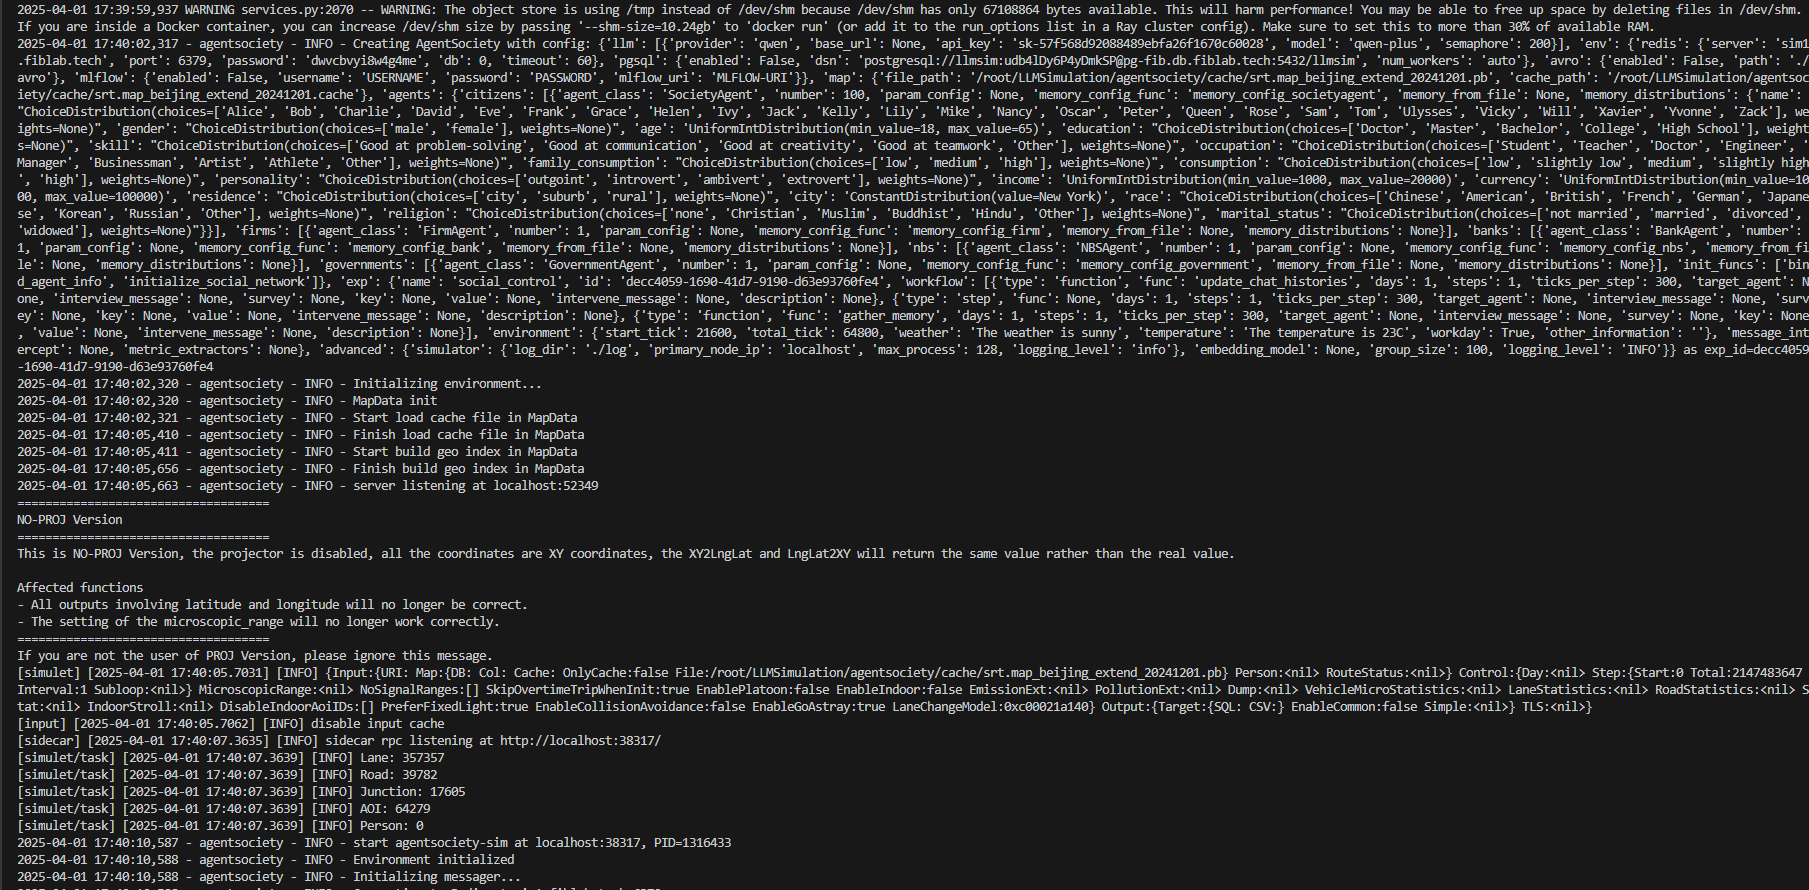 2025-04-01 17:39:59,937 WARNING services.py:2070 -- WARNING: The object store is using /tmp instead of /dev/shm because /dev/shm has only 67108864 bytes available. This will harm performance! You may be able to free up space by deleting files in /dev/shm.
If you are inside a Docker container, you can increase /dev/shm size by passing '--shm-size=10.24gb' to 'docker run' (or add it to the run_options list in a Ray cluster config). Make sure to set this to more than 30% of available RAM.
2025-04-01 17:40:02,317 - agentsociety - INFO - Creating AgentSociety with config: {'llm': [{'provider': 'qwen', 'base_url': None, 'api_key': 'sk-57f568d92088489ebfa26f1670c60028', 'model': 'qwen-plus', 'semaphore': 200}], 'env': {'redis': {'server': 'sim1
.fiblab.tech', 'port': 6379, 'password': 'dwvcbvyi8w4g4me', 'db': 0, 'timeout': 60}, 'pgsql': {'enabled': False, 'dsn': 'postgresql://llmsim:udb4lDy6P4yDmkSP@pg-fib.db.fiblab.tech:5432/llmsim', 'num_workers': 'auto'}, 'avro': {'enabled': False, 'path': './
avro'}, 'mlflow': {'enabled': False, 'username': 'USERNAME', 'password': 'PASSWORD', 'mlflow_uri': 'MLFLOW-URI'}}, 'map': {'file_path': '/root/LLMSimulation/agentsociety/cache/srt.map_beijing_extend_20241201.pb', 'cache_path': '/root/LLMSimulation/agentsoc
iety/cache/srt.map_beijing_extend_20241201.cache'}, 'agents': {'citizens': [{'agent_class': 'SocietyAgent', 'number': 100, 'param_config': None, 'memory_config_func': 'memory_config_societyagent', 'memory_from_file': None, 'memory_distributions': {'name':
"ChoiceDistribution(choices=['Alice', 'Bob', 'Charlie', 'David', 'Eve', 'Frank', 'Grace', 'Helen', 'Ivy', 'Jack', 'Kelly', 'Lily', 'Mike', 'Nancy', 'Oscar', 'Peter', 'Queen', 'Rose', 'Sam', 'Tom', 'Ulysses', 'Vicky', 'Will', 'Xavier', 'Yvonne', 'Zack'], we
ights=None)", 'gender': "ChoiceDistribution(choices=['male', 'female'], weights=None)", 'age': 'UniformIntDistribution(min_value=18, max_value=65)', 'education': "ChoiceDistribution(choices=['Doctor', 'Master', 'Bachelor', 'College', 'High School'], weight
s=None)", 'skill': "ChoiceDistribution(choices=['Good at problem-solving', 'Good at communication', 'Good at creativity', 'Good at teamwork', 'Other'], weights=None)", 'occupation': "ChoiceDistribution(choices=['Student', 'Teacher', 'Doctor', 'Engineer', '
Manager', 'Businessman', 'Artist', 'Athlete', 'Other'], weights=None)", 'family_consumption': "ChoiceDistribution(choices=['low', 'medium', 'high'], weights=None)", 'consumption': "ChoiceDistribution(choices=['low', 'slightly low', 'medium', 'slightly high
', 'high'], weights=None)", 'personality': "ChoiceDistribution(choices=['outgoint', 'introvert', 'ambivert', 'extrovert'], weights=None)", 'income': 'UniformIntDistribution(min_value=1000, max_value=20000)', 'currency': 'UniformIntDistribution(min_value=10
00, max_value=100000)', 'residence': "ChoiceDistribution(choices=['city', 'suburb', 'rural'], weights=None)", 'city': 'ConstantDistribution(value=New York)', 'race': "ChoiceDistribution(choices=['Chinese', 'American', 'British', 'French', 'German', 'Japane
se', 'Korean', 'Russian', 'Other'], weights=None)", 'religion': "ChoiceDistribution(choices=['none', 'Christian', 'Muslim', 'Buddhist', 'Hindu', 'Other'], weights=None)", 'marital_status': "ChoiceDistribution(choices=['not married', 'married', 'divorced',
'widowed'], weights=None)"}}], 'firms': [{'agent_class': 'FirmAgent', 'number': 1, 'param_config': None, 'memory_config_func': 'memory_config_firm', 'memory_from_file': None, 'memory_distributions': None}], 'banks': [{'agent_class': 'BankAgent', 'number':
1, 'param_config': None, 'memory_config_func': 'memory_config_bank', 'memory_from_file': None, 'memory_distributions': None}], 'nbs': [{'agent_class': 'NBSAgent', 'number': 1, 'param_config': None, 'memory_config_func': 'memory_config_nbs', 'memory_from_fi
le': None, 'memory_distributions': None}], 'governments': [{'agent_class': 'GovernmentAgent', 'number': 1, 'param_config': None, 'memory_config_func': 'memory_config_government', 'memory_from_file': None, 'memory_distributions': None}], 'init_funcs': ['bin
d_agent_info', 'initialize_social_network']}, 'exp': {'name': 'social_control', 'id': 'decc4059-1690-41d7-9190-d63e93760fe4', 'workflow': [{'type': 'function', 'func': 'update_chat_histories', 'days': 1, 'steps': 1, 'ticks_per_step': 300, 'target_agent': N
one, 'interview_message': None, 'survey': None, 'key': None, 'value': None, 'intervene_message': None, 'description': None}, {'type': 'step', 'func': None, 'days': 1, 'steps': 1, 'ticks_per_step': 300, 'target_agent': None, 'interview_message': None, 'surv
ey': None, 'key': None, 'value': None, 'intervene_message': None, 'description': None}, {'type': 'function', 'func': 'gather_memory', 'days': 1, 'steps': 1, 'ticks_per_step': 300, 'target_agent': None, 'interview_message': None, 'survey': None, 'key': None
, 'value': None, 'intervene_message': None, 'description': None}], 'environment': {'start_tick': 21600, 'total_tick': 64800, 'weather': 'The weather is sunny', 'temperature': 'The temperature is 23C', 'workday': True, 'other_information': ''}, 'message_int
ercept': None, 'metric_extractors': None}, 'advanced': {'simulator': {'log_dir': './log', 'primary_node_ip': 'localhost', 'max_process': 128, 'logging_level': 'info'}, 'embedding_model': None, 'group_size': 100, 'logging_level': 'INFO'}} as exp_id=decc4059
-1690-41d7-9190-d63e93760fe4
2025-04-01 17:40:02,320 - agentsociety - INFO - Initializing environment...
2025-04-01 17:40:02,320 - agentsociety - INFO - MapData init
2025-04-01 17:40:02,321 - agentsociety - INFO - Start load cache file in MapData
2025-04-01 17:40:05,410 - agentsociety - INFO - Finish load cache file in MapData
2025-04-01 17:40:05,411 - agentsociety - INFO - Start build geo index in MapData
2025-04-01 17:40:05,656 - agentsociety - INFO - Finish build geo index in MapData
2025-04-01 17:40:05,663 - agentsociety - INFO - server listening at localhost:52349
====================================
NO-PROJ Version
====================================
This is NO-PROJ Version, the projector is disabled, all the coordinates are XY coordinates, the XY2LngLat and LngLat2XY will return the same value rather than the real value.
Affected functions
- All outputs involving latitude and longitude will no longer be correct.
- The setting of the microscopic_range will no longer work correctly.
====================================
If you are not the user of PROJ Version, please ignore this message.
[simulet] [2025-04-01 17:40:05.7031] [INFO] {Input:{URI: Map:{DB: Col: Cache: OnlyCache:false File:/root/LLMSimulation/agentsociety/cache/srt.map_beijing_extend_20241201.pb} Person:<nil> RouteStatus:<nil>} Control:{Day:<nil> Step:{Start:0 Total:2147483647
Interval:1 Subloop:<nil>} MicroscopicRange:<nil> NoSignalRanges:[] SkipOvertimeTripWhenInit:true EnablePlatoon:false EnableIndoor:false EmissionExt:<nil> PollutionExt:<nil> Dump:<nil> VehicleMicroStatistics:<nil> LaneStatistics:<nil> RoadStatistics:<nil> S
tat:<nil> IndoorStroll:<nil> DisableIndoorAoiIDs:[] PreferFixedLight:true EnableCollisionAvoidance:false EnableGoAstray:true LaneChangeModel:0xc00021a140} Output:{Target:{SQL: CSV:} EnableCommon:false Simple:<nil>} TLS:<nil>}
[input] [2025-04-01 17:40:05.7062] [INFO] disable input cache
[sidecar] [2025-04-01 17:40:07.3635] [INFO] sidecar rpc listening at http://localhost:38317/
[simulet/task] [2025-04-01 17:40:07.3639] [INFO] Lane: 357357
[simulet/task] [2025-04-01 17:40:07.3639] [INFO] Road: 39782
[simulet/task] [2025-04-01 17:40:07.3639] [INFO] Junction: 17605
[simulet/task] [2025-04-01 17:40:07.3639] [INFO] AOI: 64279
[simulet/task] [2025-04-01 17:40:07.3639] [INFO] Person: 0
2025-04-01 17:40:10,587 - agentsociety - INFO - start agentsociety-sim at localhost:38317, PID=1316433
2025-04-01 17:40:10,588 - agentsociety - INFO - Environment initialized
2025-04-01 17:40:10,588 - agentsociety - INFO - Initializing messager...